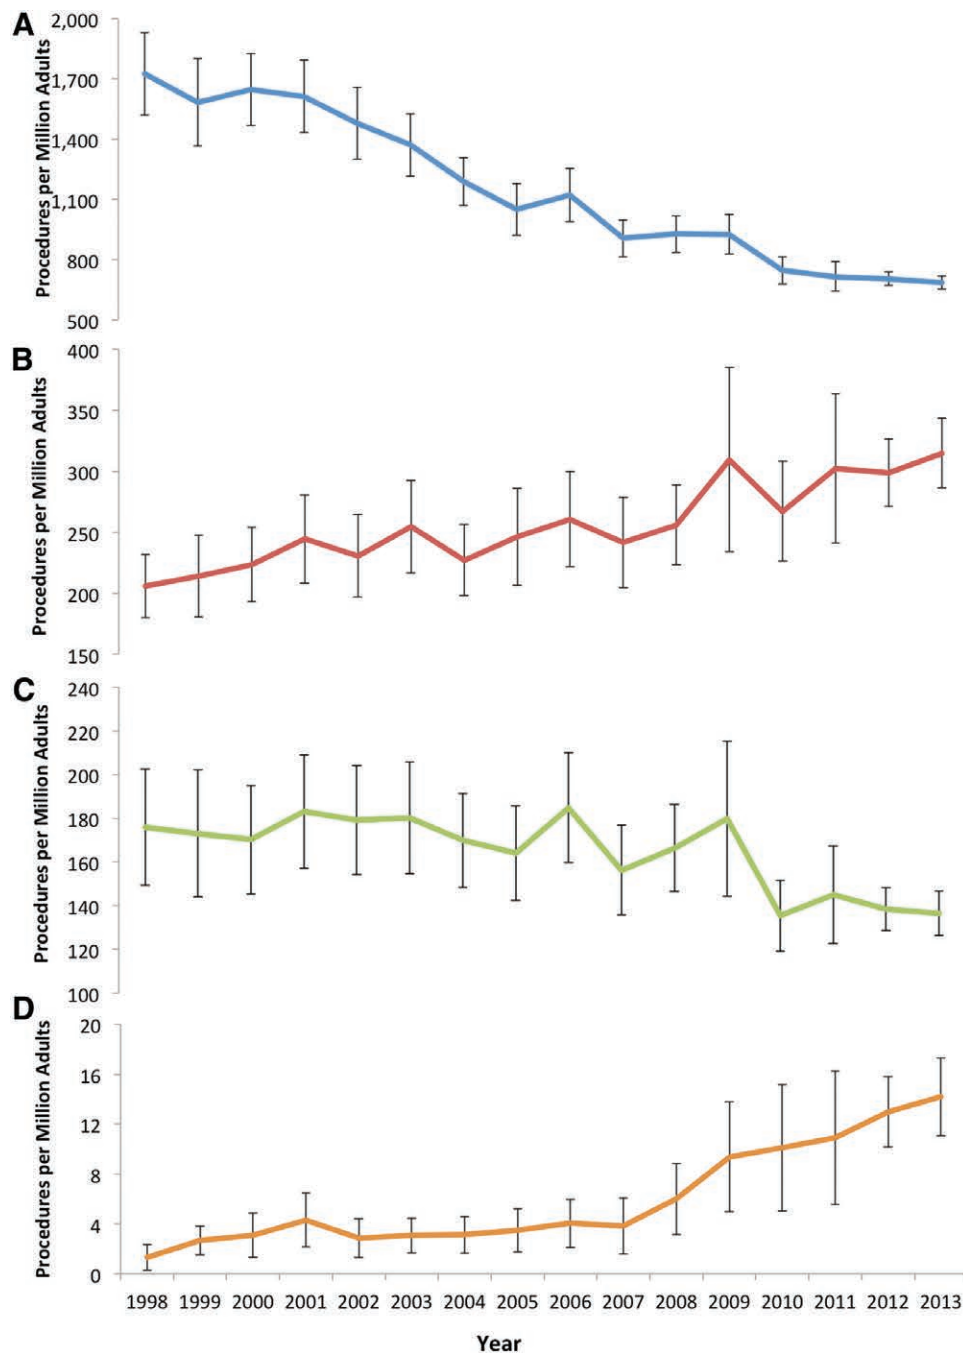 A
Procedures per Million Adults
2,000
1,700
1,400
1,100
800
500
B
Procedures per Million Adults
400
350
300
250
200
150
C
Procedures per Million Adults
240
220
200
180
160
140
120
100
D
Procedures per Million Adults
20
16
12
8
4
0
1998 1999 2000 2001 2002 2003 2004 2005 2006 2007 2008 2009 2010 2011 2012 2013
Year